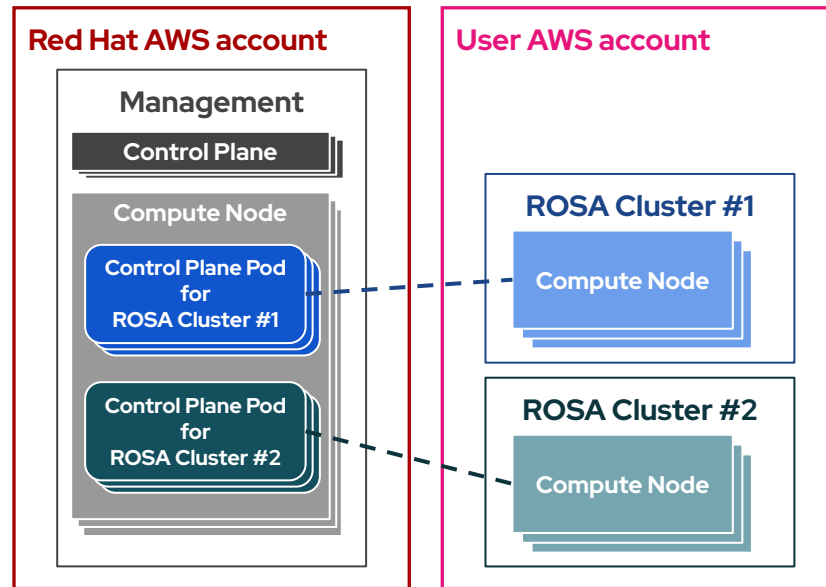 Red Hat AWS account
Management
Control Plane
Compute Node
Control Plane Pod
for
ROSA Cluster #1
Control Plane Pod
for
ROSA Cluster #2
User AWS account
ROSA Cluster #1
Compute Node
ROSA Cluster #2
Compute Node